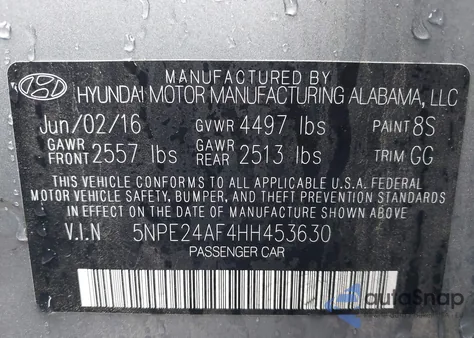 MANUFACTURED BY
HYUNDAI MOTOR MANUFACTURING ALABAMA, LLC
Jun/02/16 GVWR 4497 lbs PAINT 8S
GAWR FRONT 2557 lbs GAWR REAR 2513 lbs TRIM GG
THIS VEHICLE CONFORMS TO ALL APPLICABLE U.S.A. FEDERAL
MOTOR VEHICLE SAFETY, BUMPER, AND THEFT PREVENTION STANDARDS
IN EFFECT ON THE DATE OF MANUFACTURE SHOWN ABOVE.
V.I.N 5NPE24AF4HH453630
PASSENGER CAR
autoSnap